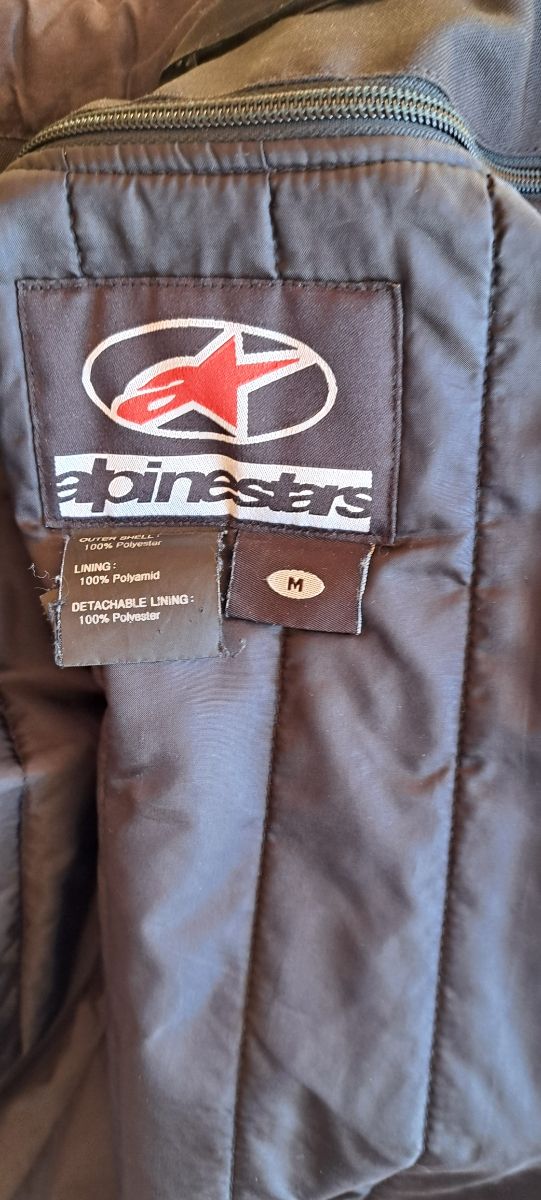 alpinestars
OUTER SHELL:
100% Polyester
LINING:
100% Polyamid
DETACHABLE LINING:
100% Polyester
M